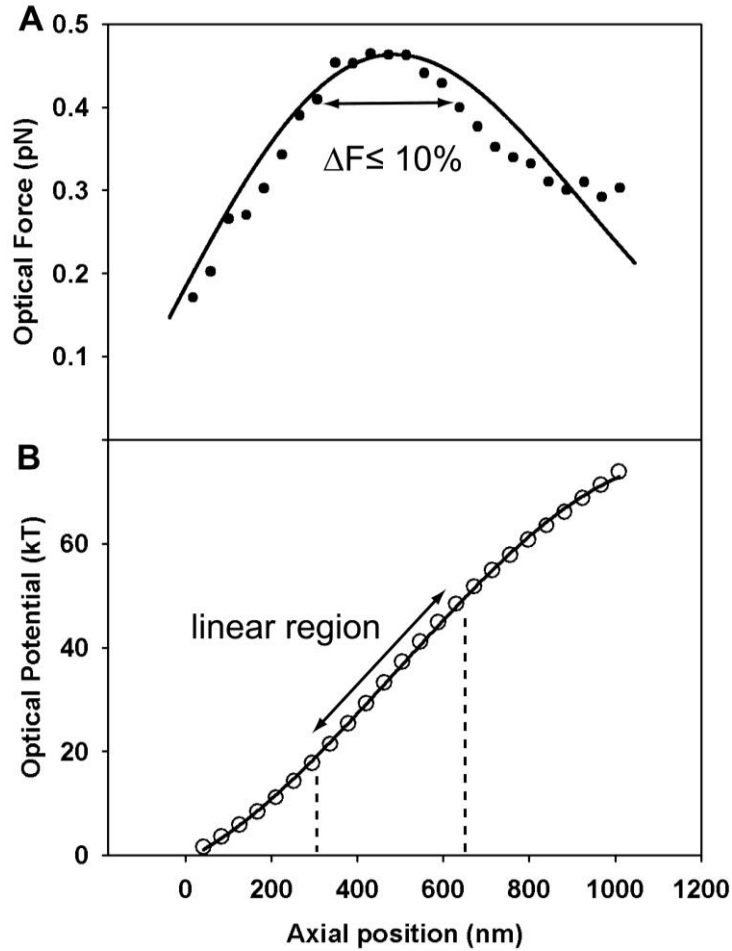 A
0.5
0.4
0.3
0.2
0.1
Optical Force (pN)
ΔF≤ 10%
B
60
40
20
0
Optical Potential (kT)
linear region
0 200 400 600 800 1000 1200
Axial position (nm)